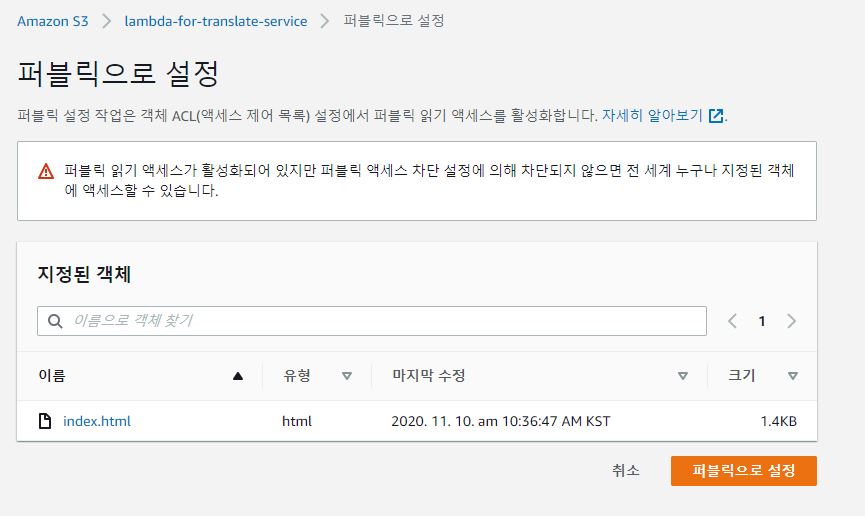 Amazon S3 > lambda-for-translate-service > 퍼블릭으로 설정
퍼블릭으로 설정
퍼블릭 설정 작업은 객체 ACL(액세스 제어 목록) 설정에서 퍼블릭 읽기 액세스를 활성화합니다. 자세히 알아보기.
퍼블릭 읽기 액세스가 활성화되어 있지만 퍼블릭 액세스 차단 설정에 의해 차단되지 않으면 전 세계 누구나 지정된 객체
에 액세스할 수 있습니다.
지정된 객체
이름으로 객체 찾기 < 1 >
이름 유형 마지막 수정 크기
index.html html 2020. 11. 10. am 10:36:47 AM KST 1.4KB
취소 퍼블릭으로 설정